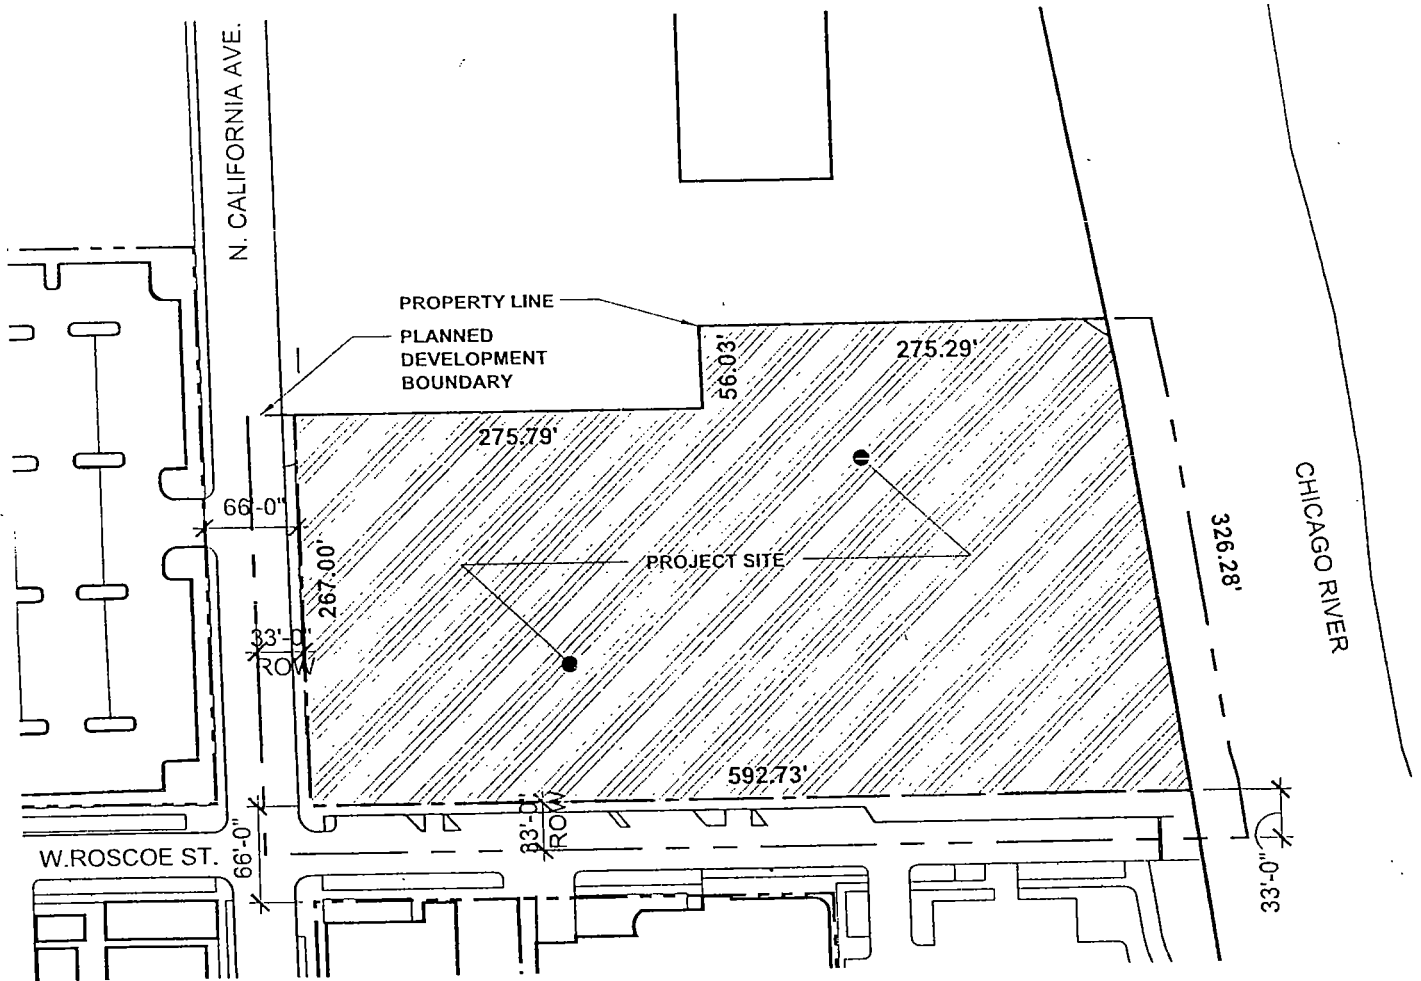 N. CALIFORNIA AVE.
PROPERTY LINE
PLANNED
DEVELOPMENT
BOUNDARY
56.03'
275.29'
275.79'
66'-0"
267.00'
PROJECT SITE
326.28'
CHICAGO RIVER
33'-0"
ROW
592.73'
33'-0"
ROW
W.ROSCOE ST.
66'-0"
33'-0"